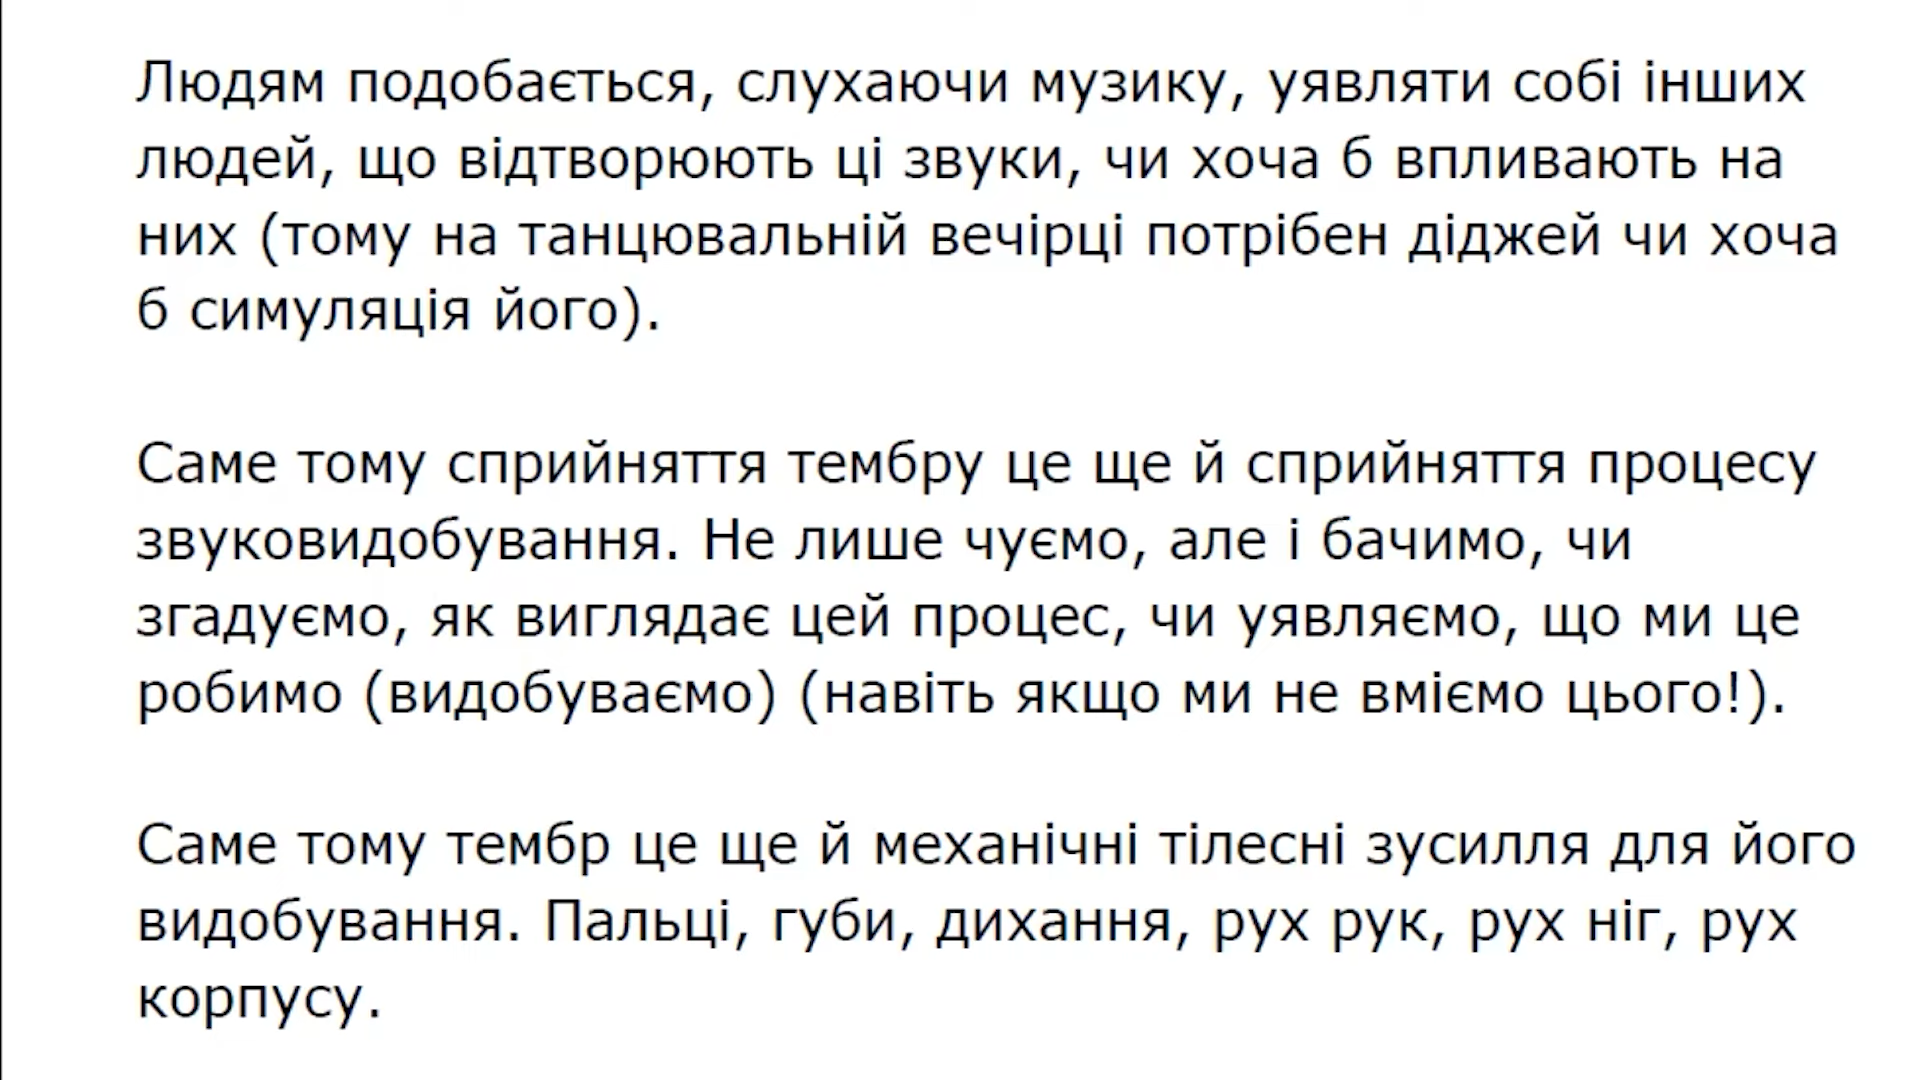 Людям подобається, слухаючи музику, уявляти собі інших
людей, що відтворюють ці звуки, чи хоча б впливають на
них (тому на танцювальній вечірці потрібен діджей чи хоча
б симуляція його).
Саме тому сприйняття тембру це ще й сприйняття процесу
звуковидобування. Не лише чуємо, але і бачимо, чи
згадуємо, як виглядає цей процес, чи уявляємо, що ми це
робимо (видобуваємо) (навіть якщо ми не вміємо цього!).
Саме тому тембр це ще й механічні тілесні зусилля для його
видобування. Пальці, губи, дихання, рух рук, рух ніг, рух
корпусу.